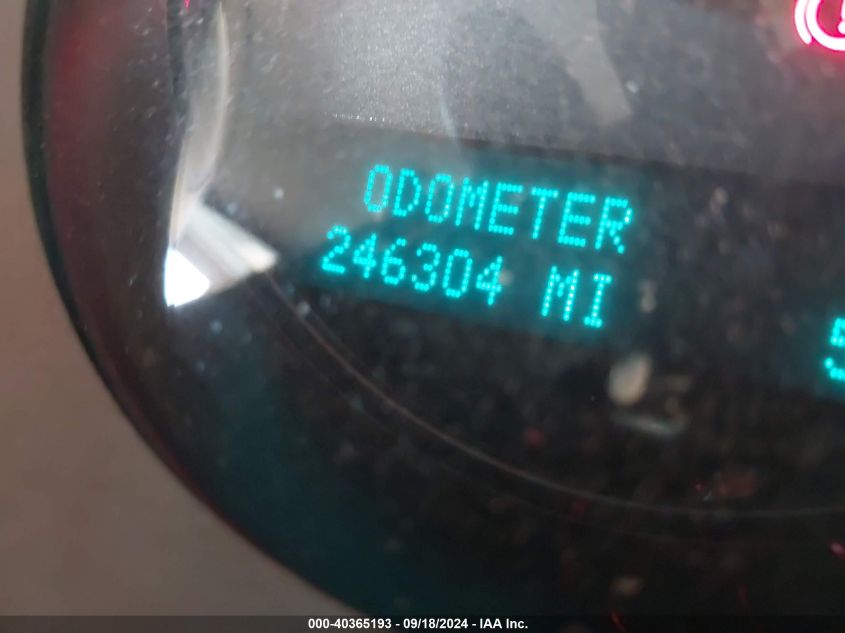 ODOMETER
246304 MI
000-40365193 - 09/18/2024 - IAA Inc.